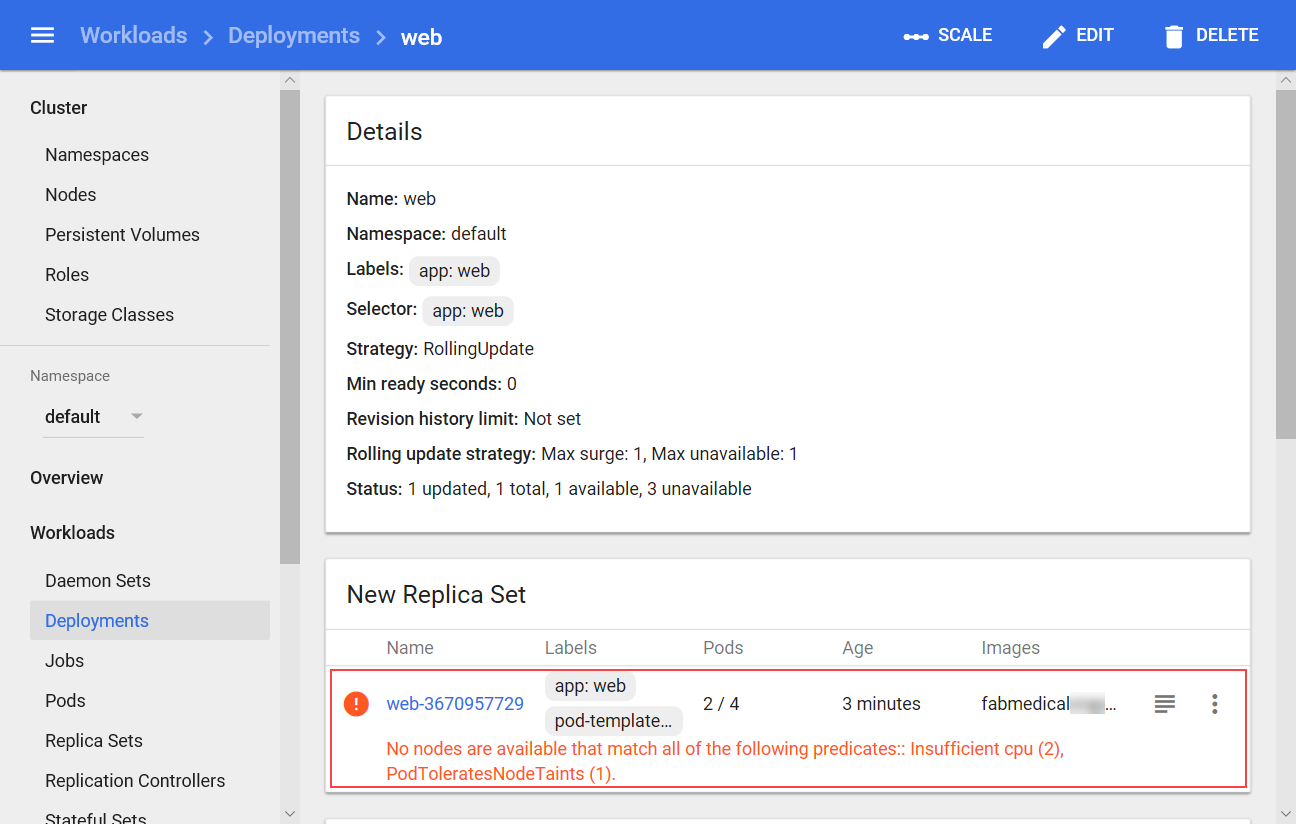 Workloads > Deployments > web
SCALE
EDIT
DELETE
Cluster
Namespaces
Nodes
Persistent Volumes
Roles
Storage Classes
Namespace
default
Overview
Workloads
Daemon Sets
Deployments
Jobs
Pods
Replica Sets
Replication Controllers
Stateful Sets
Details
Name: web
Namespace: default
Labels: app: web
Selector: app: web
Strategy: RollingUpdate
Min ready seconds: 0
Revision history limit: Not set
Rolling update strategy: Max surge: 1, Max unavailable: 1
Status: 1 updated, 1 total, 1 available, 3 unavailable
New Replica Set
Name Labels Pods Age Images
app: web
web-3670957729 2 / 4 3 minutes fabmedical...
pod-template...
No nodes are available that match all of the following predicates:: Insufficient cpu (2),
PodToleratesNodeTaints (1).